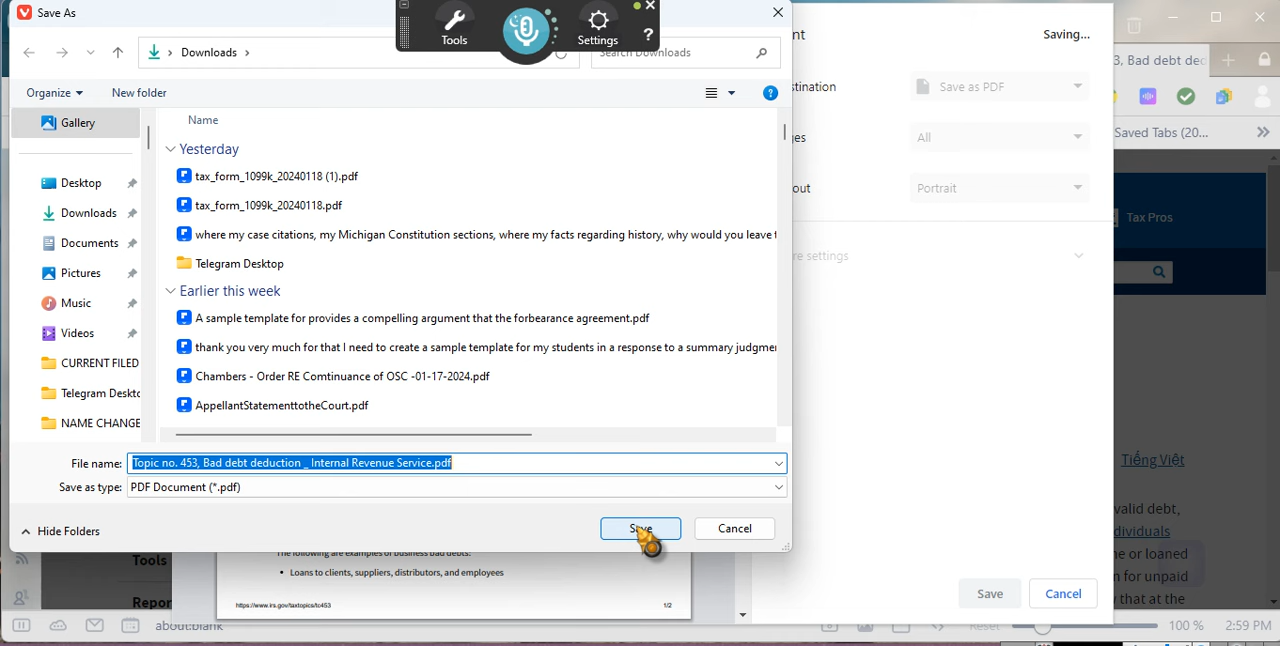 Save As
Tools
Settings
?
Downloads
Search Downloads
Organize
New folder
Name
Gallery
Desktop
Downloads
Documents
Pictures
Music
Videos
CURRENT FILED
Telegram Deskto
NAME CHANGE
Yesterday
tax_form_1099k_20240118 (1).pdf
tax_form_1099k_20240118.pdf
where my case citations, my Michigan Constitution sections, where my facts regarding history, why would you leave t
Telegram Desktop
Earlier this week
A sample template for provides a compelling argument that the forbearance agreement.pdf
thank you very much for that I need to create a sample template for my students in a response to a summary judgmer
Chambers - Order RE Comtinuance of OSC -01-17-2024.pdf
AppellantStatementtotheCourt.pdf
File name: Topic no. 453, Bad debt deduction _ Internal Revenue Service.pdf
Save as type: PDF Document (*.pdf)
Hide Folders
Save
Cancel
nt
Saving...
stination
Save as PDF
ges
All
out
Portrait
re settings
Save
Cancel
3, Bad debt ded
Saved Tabs (20...
Tax Pros
Tiếng Việt
valid debt,
dividuals
ne or loaned
n for unpaid
that at the
Tools
Repor
The following are examples of business bad debts:
• Loans to clients, suppliers, distributors, and employees
https://www.irs.gov/taxtopics/tc453
1/2
about:blank
Reset
100 %
2:59 PM